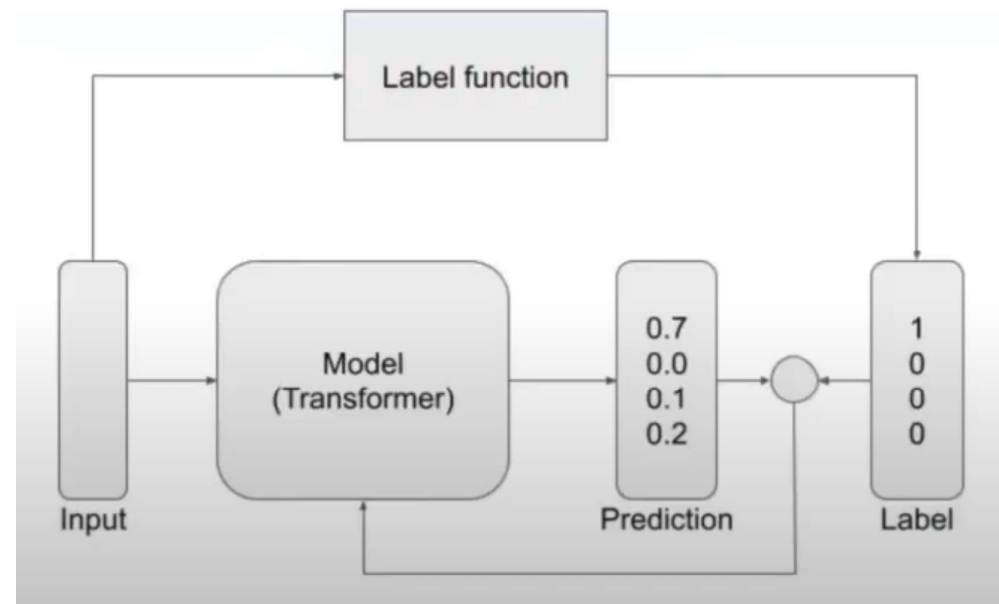 Label function
Model
(Transformer)
0.7
0.0
0.1
0.2
1
0
0
0
Input
Prediction
Label